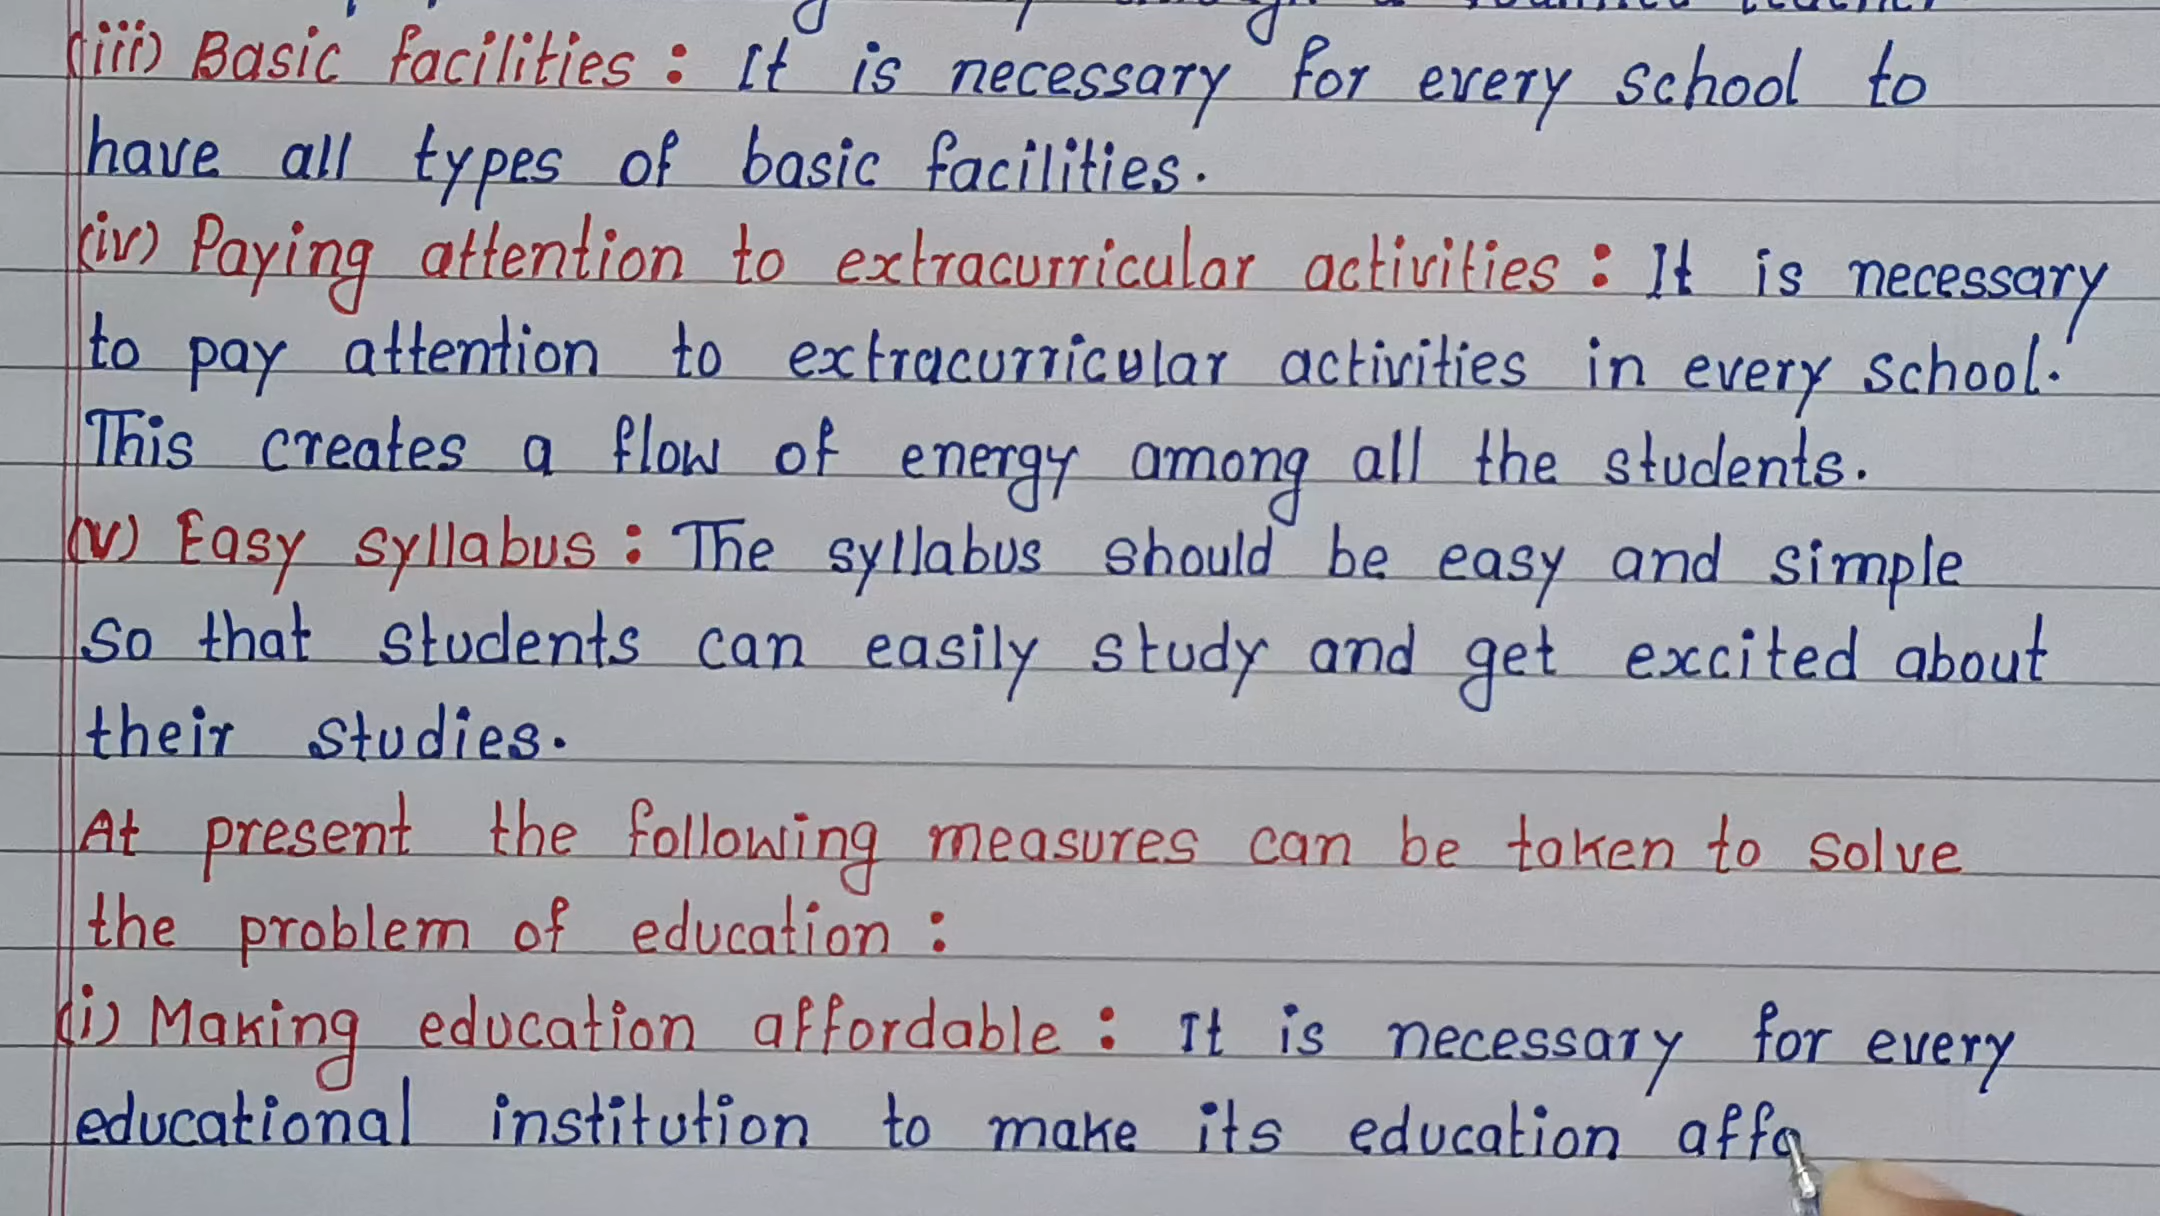 (iii) Basic facilities : It is necessary for every school to
have all types of basic facilities.
(iv) Paying attention to extracurricular activities : It is necessary
to pay attention to extracurricular activities in every school.
This creates a flow of energy among all the students.
(v) Easy syllabus : The syllabus should be easy and simple
so that students can easily study and get excited about
their studies.
At present the following measures can be taken to solve
the problem of education :
(i) Making education affordable : It is necessary for every
educational institution to make its education affo